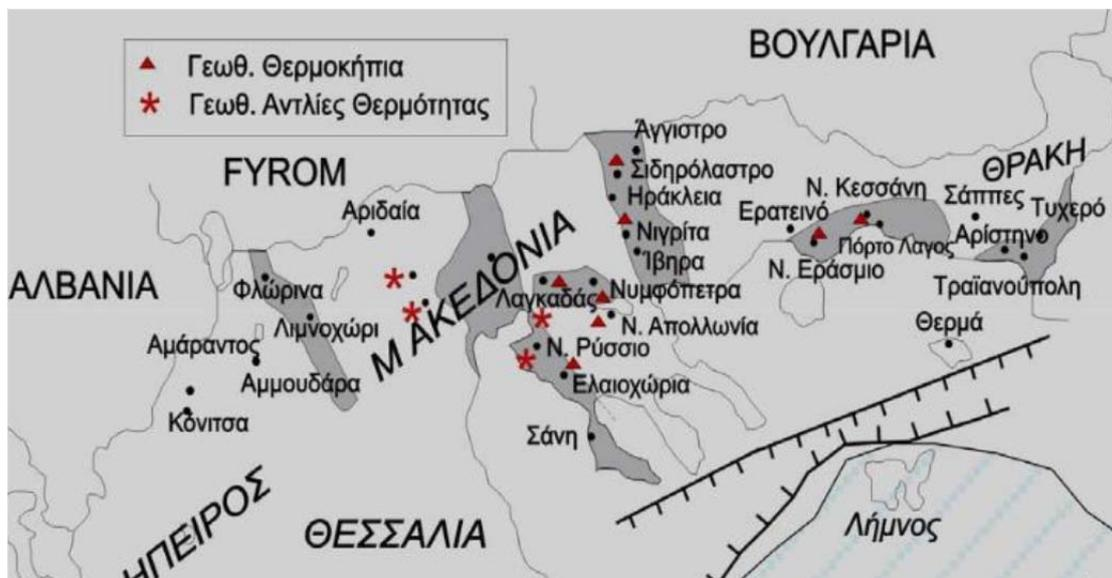 ΒΟΥΛΓΑΡΙΑ
Γεωθ. Θερμοκήπια
Γεωθ. Αντλίες Θερμότητας
Άγγιστρο
FYROM
Σιδηρόλαστρο
ΘΡΑΚΗ
Ηράκλεια
Ν. Κεσσάνη
Σάππες
Αριδαία
Ερατεινό
Τυχερό
Νιγρίτα
Πόρτο Λαγος
Αρίστηνο
Ίβηρα
Ν. Εράσμιο
ΑΛΒΑΝΙΑ
Φλώρινα
ΜΑΚΕΔΟΝΙΑ
Λαγκαδάς
Νυμφόπετρα
Τραϊανούπολη
Λιμνοχώρι
Ν. Απολλωνία
Θερμά
Αμάραντος
Ν. Ρύσσιο
Αμμουδάρα
Ελαιοχώρια
Κόνιτσα
Σάνη
ΗΠΕΙΡΟΣ
ΘΕΣΣΑΛΙΑ
Λήμνος